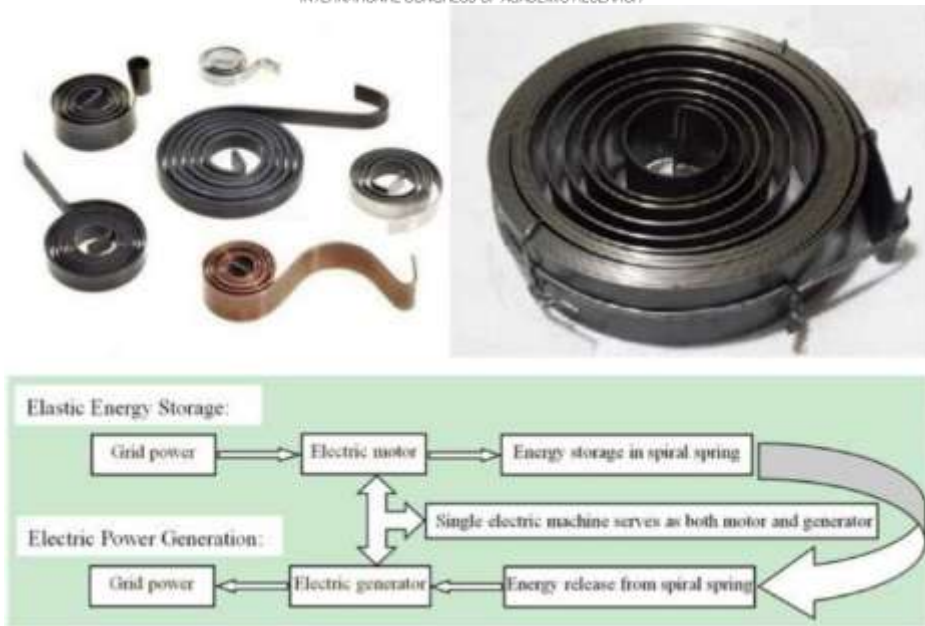 Elastic Energy Storage:
Grid power
Electric motor
Energy storage in spiral spring
Single electric machine serves as both motor and generator
Electric Power Generation:
Grid power
Electric generator
Energy release from spiral spring